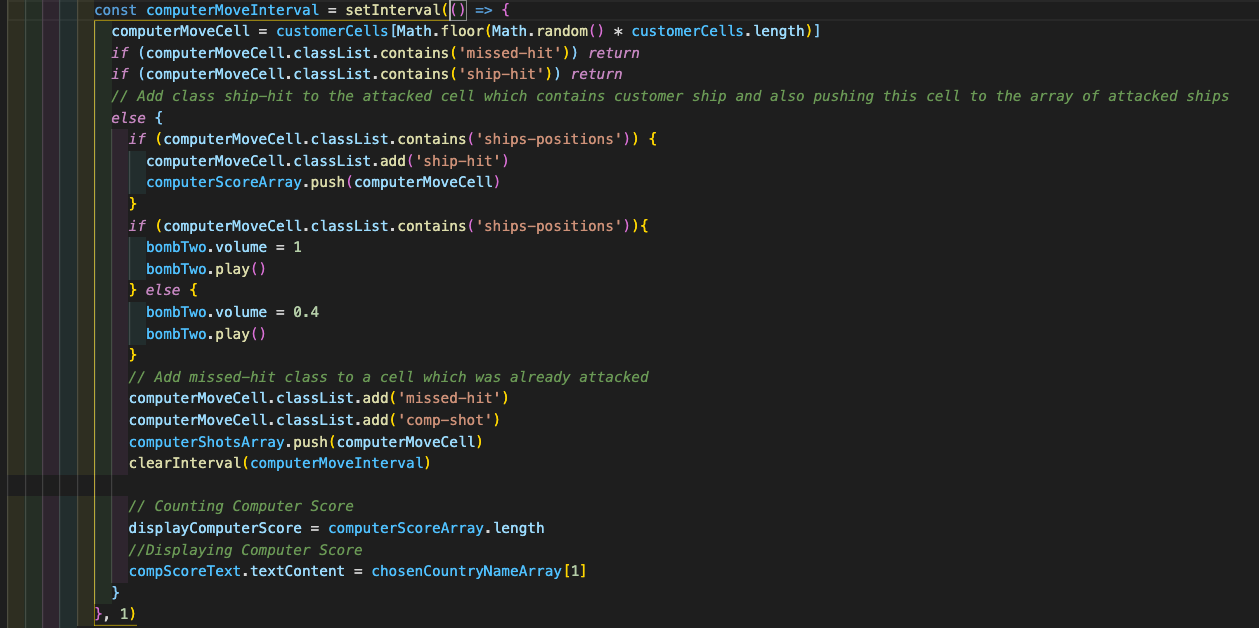 const computerMoveInterval = setInterval(() => {
computerMoveCell = customerCells[Math.floor(Math.random() * customerCells.length)]
if (computerMoveCell.classList.contains('missed-hit')) return
if (computerMoveCell.classList.contains('ship-hit')) return
// Add class ship-hit to the attacked cell which contains customer ship and also pushing this cell to the array of attacked ships
else {
if (computerMoveCell.classList.contains('ships-positions')) {
computerMoveCell.classList.add('ship-hit')
computerScoreArray.push(computerMoveCell)
}
if (computerMoveCell.classList.contains('ships-positions')){
bombTwo.volume = 1
bombTwo.play()
} else {
bombTwo.volume = 0.4
bombTwo.play()
}
// Add missed-hit class to a cell which was already attacked
computerMoveCell.classList.add('missed-hit')
computerMoveCell.classList.add('comp-shot')
computerShotsArray.push(computerMoveCell)
clearInterval(computerMoveInterval)
// Counting Computer Score
displayComputerScore = computerScoreArray.length
//Displaying Computer Score
compScoreText.textContent = chosenCountryNameArray[1]
}
}, 1)